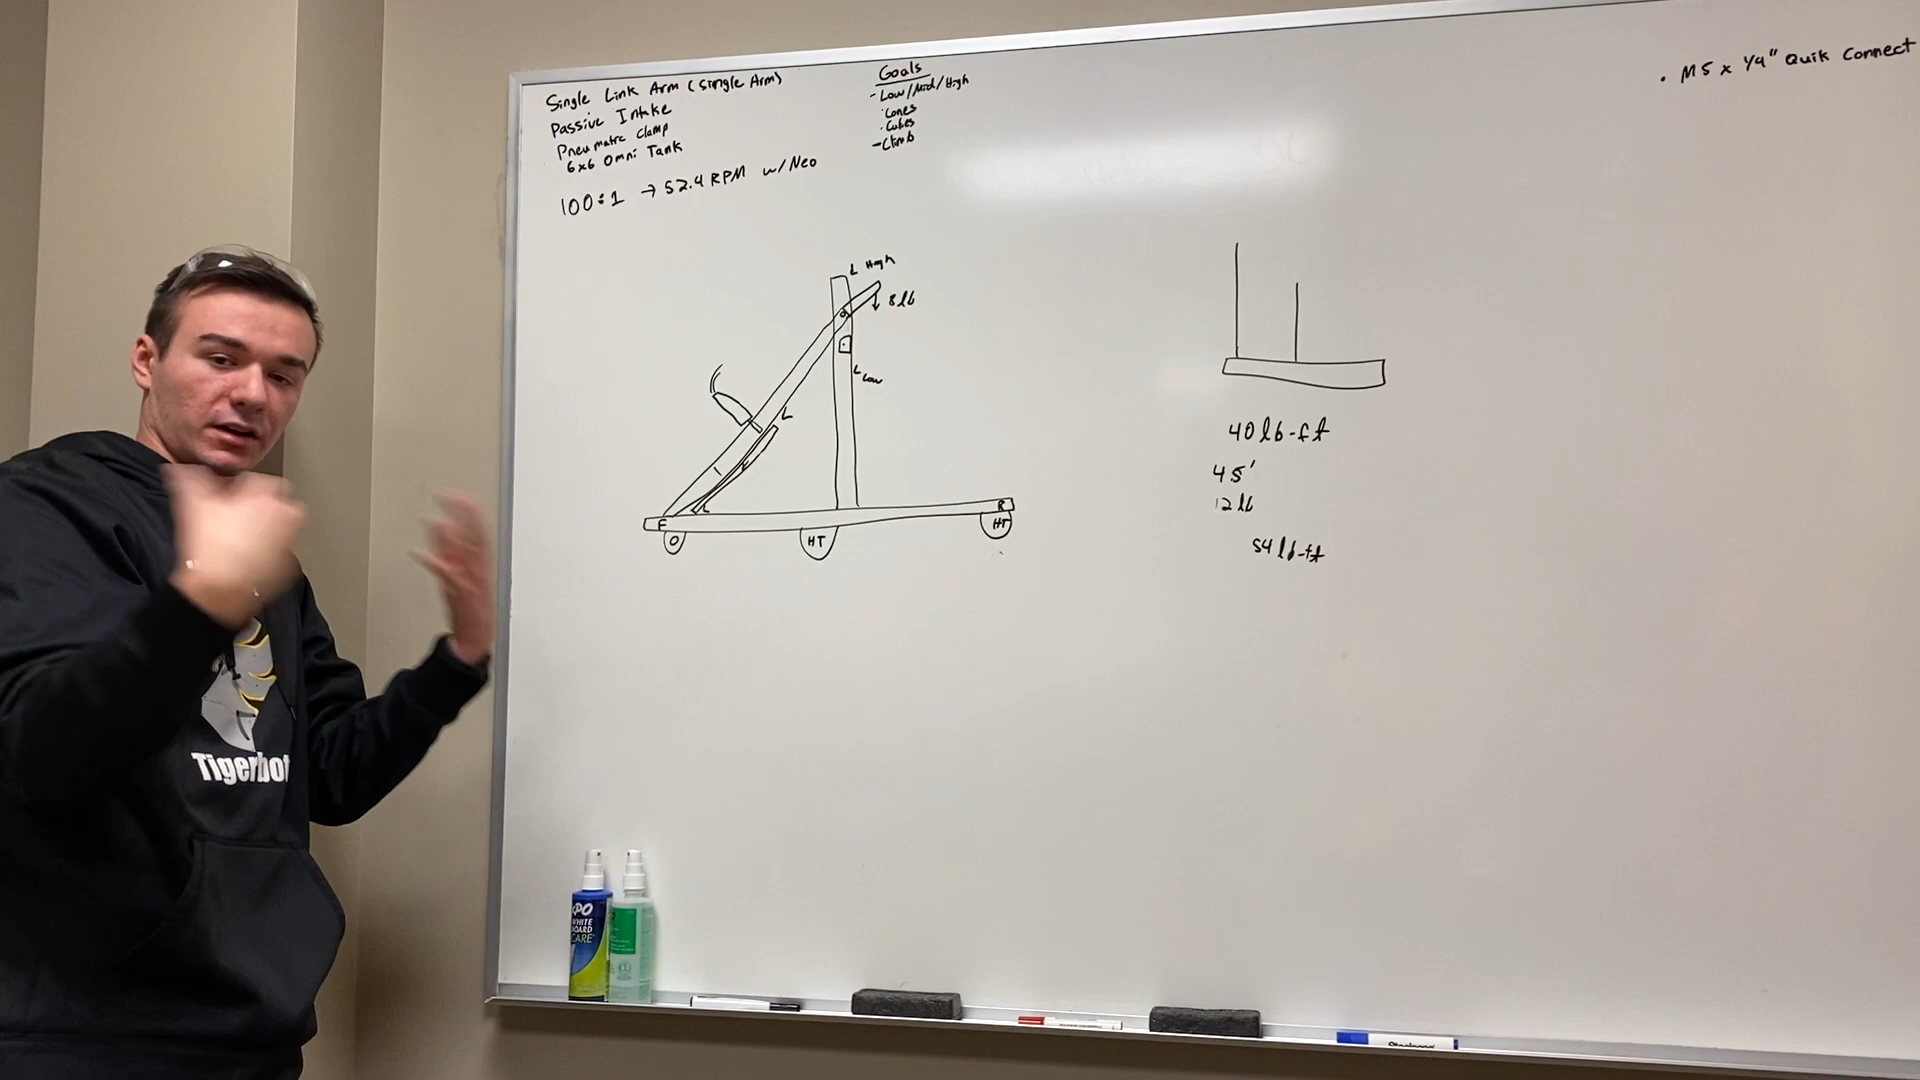 Single Link Arm (Single Arm)
Passive Intake
Pneumatic Clamp
6x6 Omni Tank
100:1 → 52.4 RPM w/Neo
Goals
- Low/Mid/High
· Cones
· Cubes
- Climb
· M5 x 1/4" Quik Connect
L High
8 lb
L Low
L
L
F
R
O
HT
HT
40 lb-ft
4.5'
12 lb
54 lb-ft
Tigerbot
EXPO
WHITE
BOARD
CARE